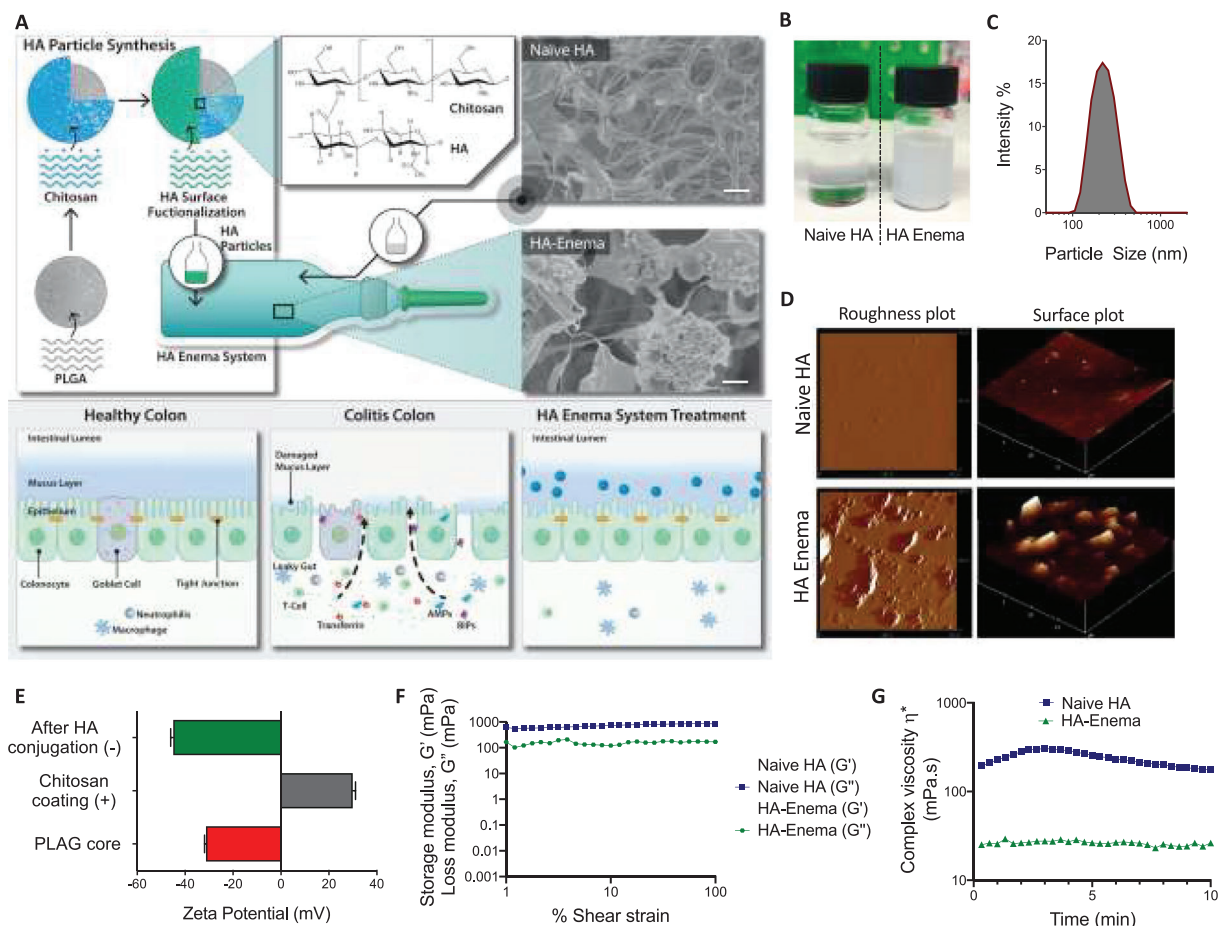 A
HA Particle Synthesis
Chitosan
HA Surface
Fuctionalization
HA
Particles
PLGA
HA Enema System
Chitosan
HA
Naive HA
HA-Enema
Healthy Colon
Intestinal Lumen
Mucus Layer
Epithelium
Colonocyte
Goblet Cell
Tight Junction
Neutrophilis
Macrophage
Colitis Colon
Damaged
Mucus Layer
Leaky Gut
T-Cell
Transferrin
AMPs
BIPs
HA Enema System Treatment
Intestinal Lumen
B
Naive HA
HA Enema
C
Intensity %
20
15
10
5
0
100
1000
Particle Size (nm)
D
Roughness plot
Surface plot
Naive HA
HA Enema
E
After HA
conjugation (-)
Chitosan
coating (+)
PLAG core
-60
-40
-20
0
20
40
Zeta Potential (mV)
F
Storage modulus, G' (mPa)
Loss modulus, G" (mPa)
1000
100
10
1
0.1
0.01
0.001
1
10
100
% Shear strain
Naive HA (G')
Naive HA (G")
HA-Enema (G')
HA-Enema (G")
G
Complex viscosity η*
(mPa.s)
1000
100
10
0
5
10
Time (min)
Naive HA
HA-Enema